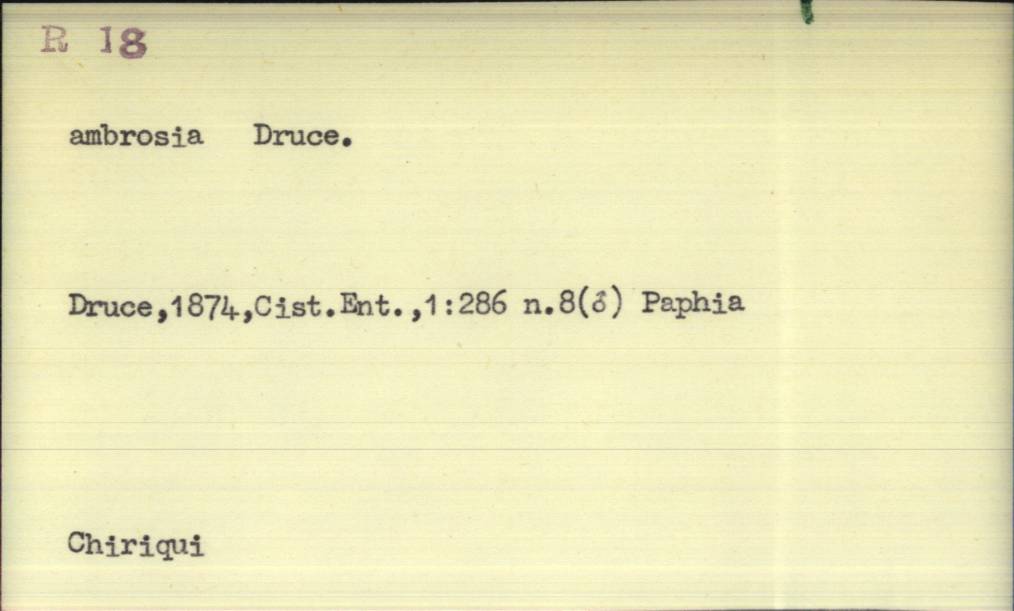 R 18
ambrosia Druce.
Druce,1874,Cist.Ent.,1:286 n.8(♂) Paphia
Chiriqui